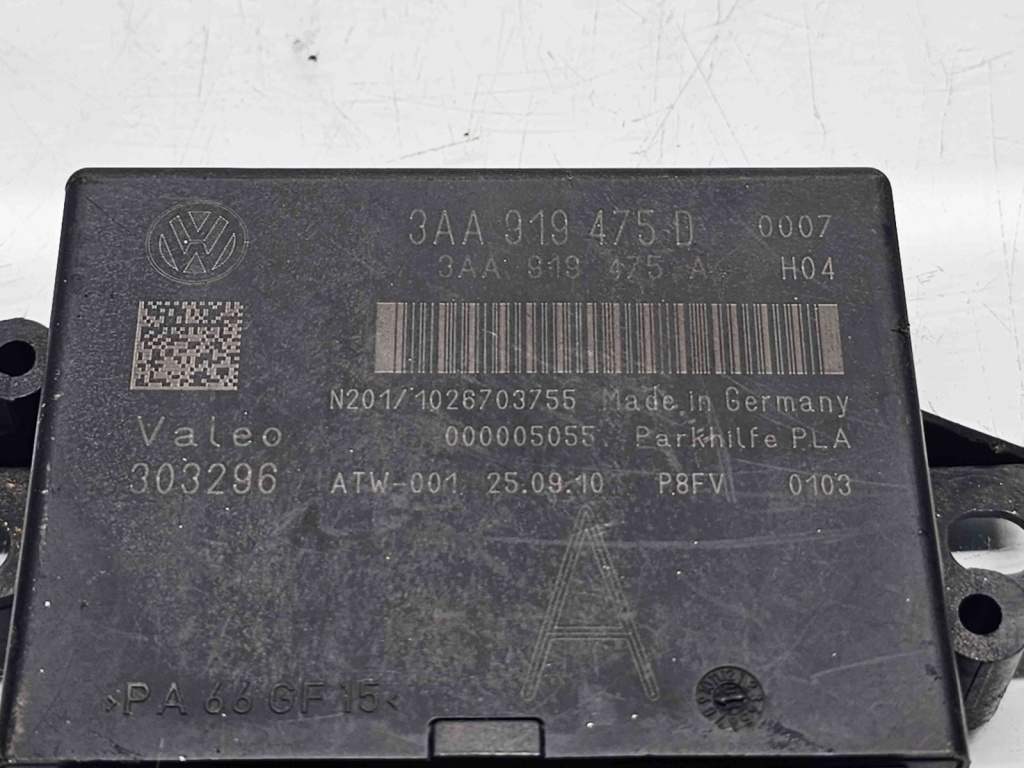 3AA 919 475 D 0007
3AA 919 475 A H04
N201/1026703755 Made in Germany
Valeo 000005055 Parkhilfe PLA
303296 ATW-001 25.09.10 P8FV 0103
A
>PA 66 GF 15<